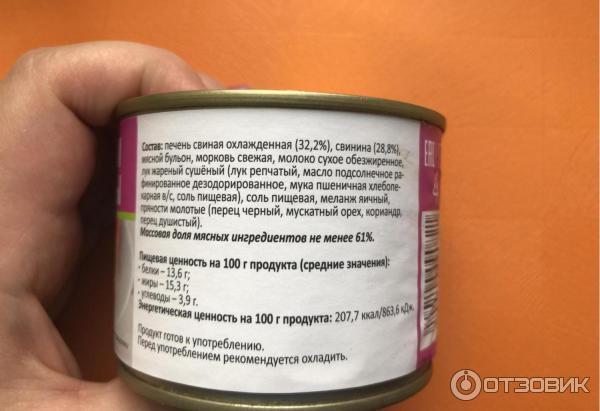 Состав: печень свиная охлажденная (32,2%), свинина (28,8%),
мясной бульон, морковь свежая, молоко сухое обезжиренное,
лук жареный сушёный (лук репчатый, масло подсолнечное ра-
финированное дезодорированное, мука пшеничная хлебопе-
карная в/с, соль пищевая), соль пищевая, меланж яичный,
пряности молотые (перец черный, мускатный орех, кориандр,
перец душистый).
Массовая доля мясных ингредиентов не менее 61%.
Пищевая ценность на 100 г продукта (средние значения):
- белки – 13,6 г;
- жиры – 15,3 г;
- углеводы – 3,9 г.
Энергетическая ценность на 100 г продукта: 207,7 ккал/863,6 кДж.
Продукт готов к употреблению.
Перед употреблением рекомендуется охладить.
EAC
ОТЗОВИК